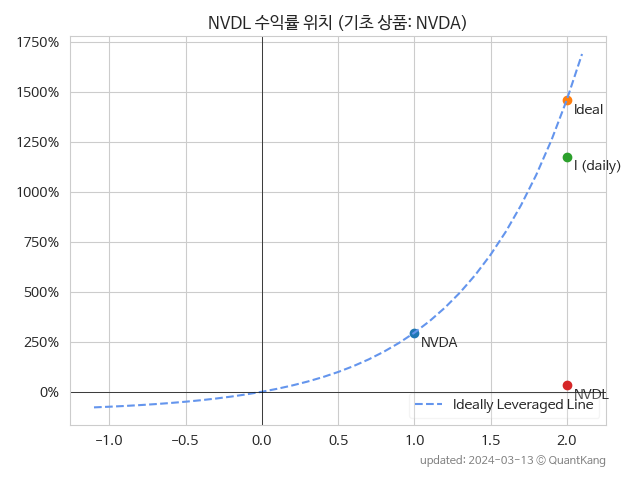 NVDL 수익률 위치 (기초 상품: NVDA)
1750%
1500%
1250%
1000%
750%
500%
250%
0%
Ideal
I (daily)
NVDA
NVDL
Ideally Leveraged Line
−1.0 −0.5 0.0 0.5 1.0 1.5 2.0
updated: 2024-03-13 © QuantKang